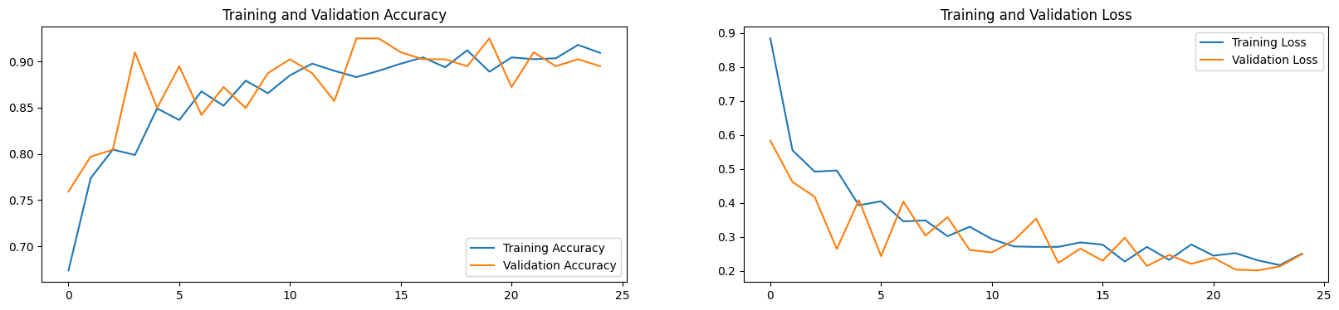 Training and Validation Accuracy
0.90
0.85
0.80
0.75
0.70
Training Accuracy
Validation Accuracy
0 5 10 15 20 25
Training and Validation Loss
0.9
0.8
0.7
0.6
0.5
0.4
0.3
0.2
Training Loss
Validation Loss
0 5 10 15 20 25